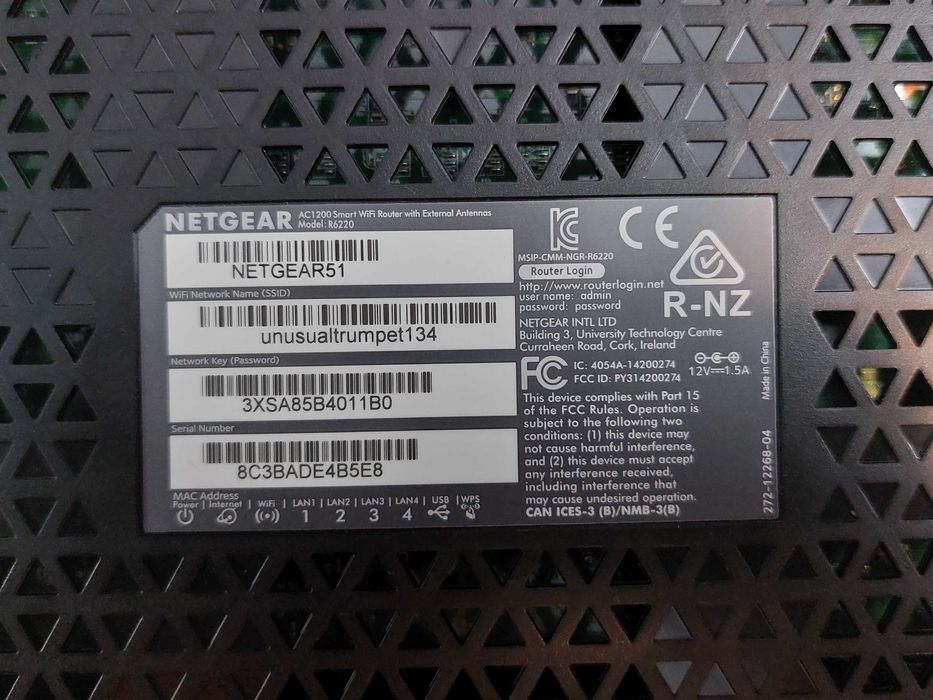 NETGEAR AC1200 Smart WiFi Router with External Antennas
Model: R6220
NETGEAR51
WiFi Network Name (SSID)
unusualtrumpet134
Network Key (Password)
3XSA85B4011B0
Serial Number
8C3BADE4B5E8
MAC Address
Power | Internet | WiFi | LAN1 | LAN2 | LAN3 | LAN4 | USB | WPS
1 2 3 4
MSIP-CMM-NGR-R6220
Router Login
http://www.routerlogin.net
user name: admin
password: password
R-NZ
NETGEAR INTL LTD
Building 3, University Technology Centre
Curraheen Road, Cork, Ireland
FC IC: 4054A-14200274
FCC ID: PY314200274
12V⎓1.5A
This device complies with Part 15
of the FCC Rules. Operation is
subject to the following two
conditions: (1) this device may
not cause harmful interference,
and (2) this device must accept
any interference received,
including interference that
may cause undesired operation.
CAN ICES-3 (B)/NMB-3(B)
CE
Made in China
272-12268-04